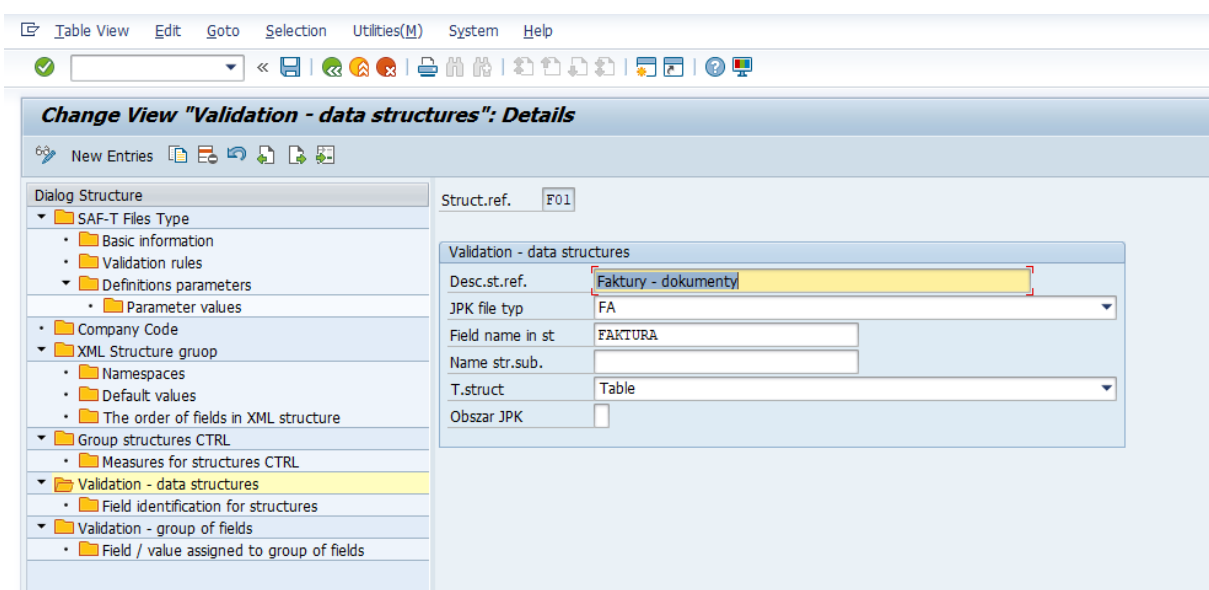 Table View Edit Goto Selection Utilities(M) System Help
Change View "Validation - data structures": Details
New Entries
Dialog Structure
SAF-T Files Type
Basic information
Validation rules
Definitions parameters
Parameter values
Company Code
XML Structure gruop
Namespaces
Default values
The order of fields in XML structure
Group structures CTRL
Measures for structures CTRL
Validation - data structures
Field identification for structures
Validation - group of fields
Field / value assigned to group of fields
Struct.ref. F01
Validation - data structures
Desc.st.ref. Faktury - dokumenty
JPK file typ FA
Field name in st FAKTURA
Name str.sub.
T.struct Table
Obszar JPK